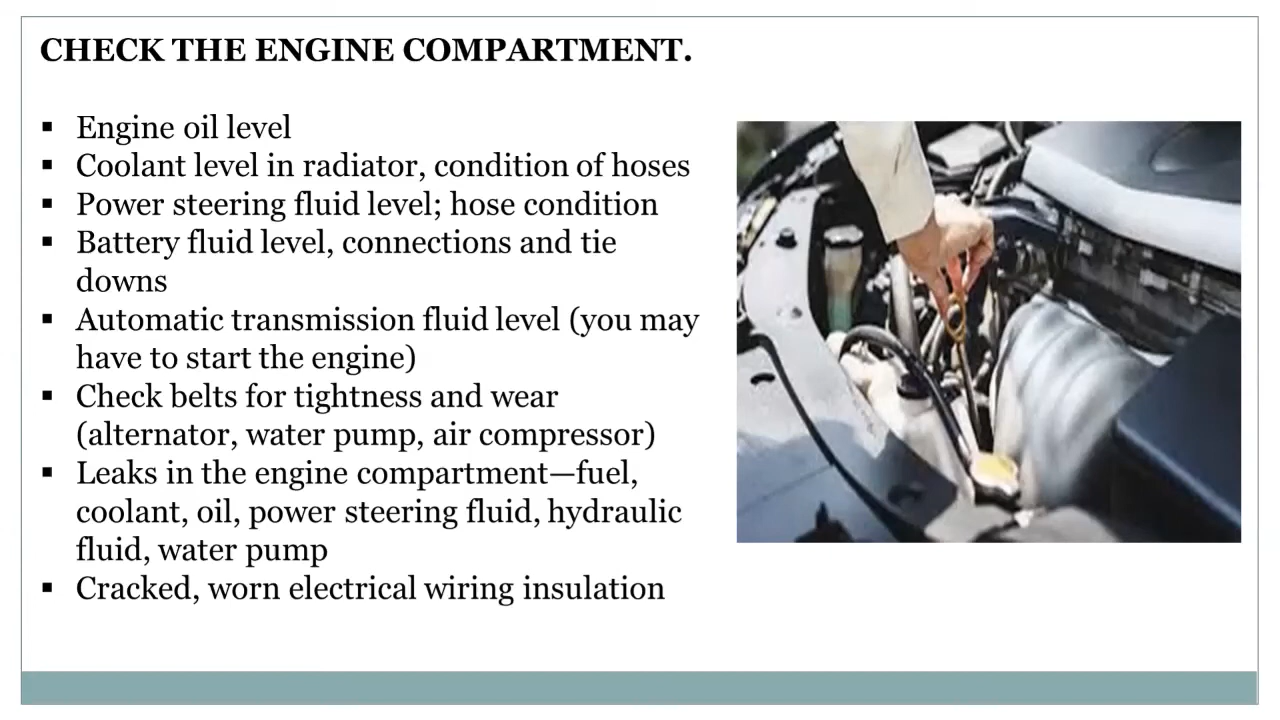 CHECK THE ENGINE COMPARTMENT.
▪ Engine oil level
▪ Coolant level in radiator, condition of hoses
▪ Power steering fluid level; hose condition
▪ Battery fluid level, connections and tie
downs
▪ Automatic transmission fluid level (you may
have to start the engine)
▪ Check belts for tightness and wear
(alternator, water pump, air compressor)
▪ Leaks in the engine compartment—fuel,
coolant, oil, power steering fluid, hydraulic
fluid, water pump
▪ Cracked, worn electrical wiring insulation